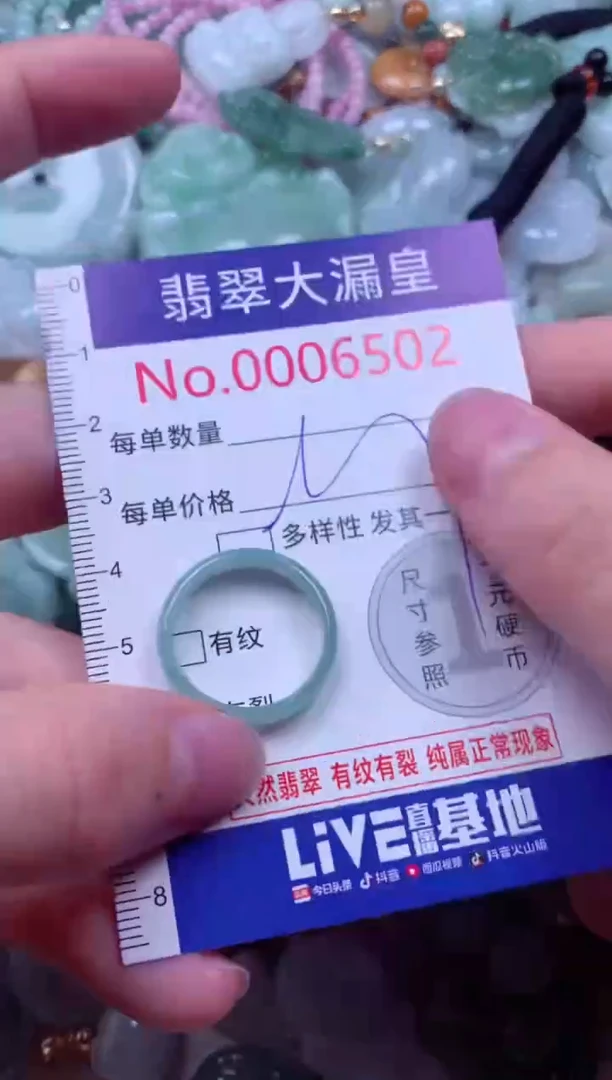 翡翠大漏皇
No.0006502
每单数量
每单价格
多样性 发其一
有纹
有裂
尺寸参照
1
元硬币
天然翡翠 有纹有裂 纯属正常现象
LiVE直播基地
今日头条 抖音 西瓜视频 抖音火山版
0
1
2
3
4
5
8